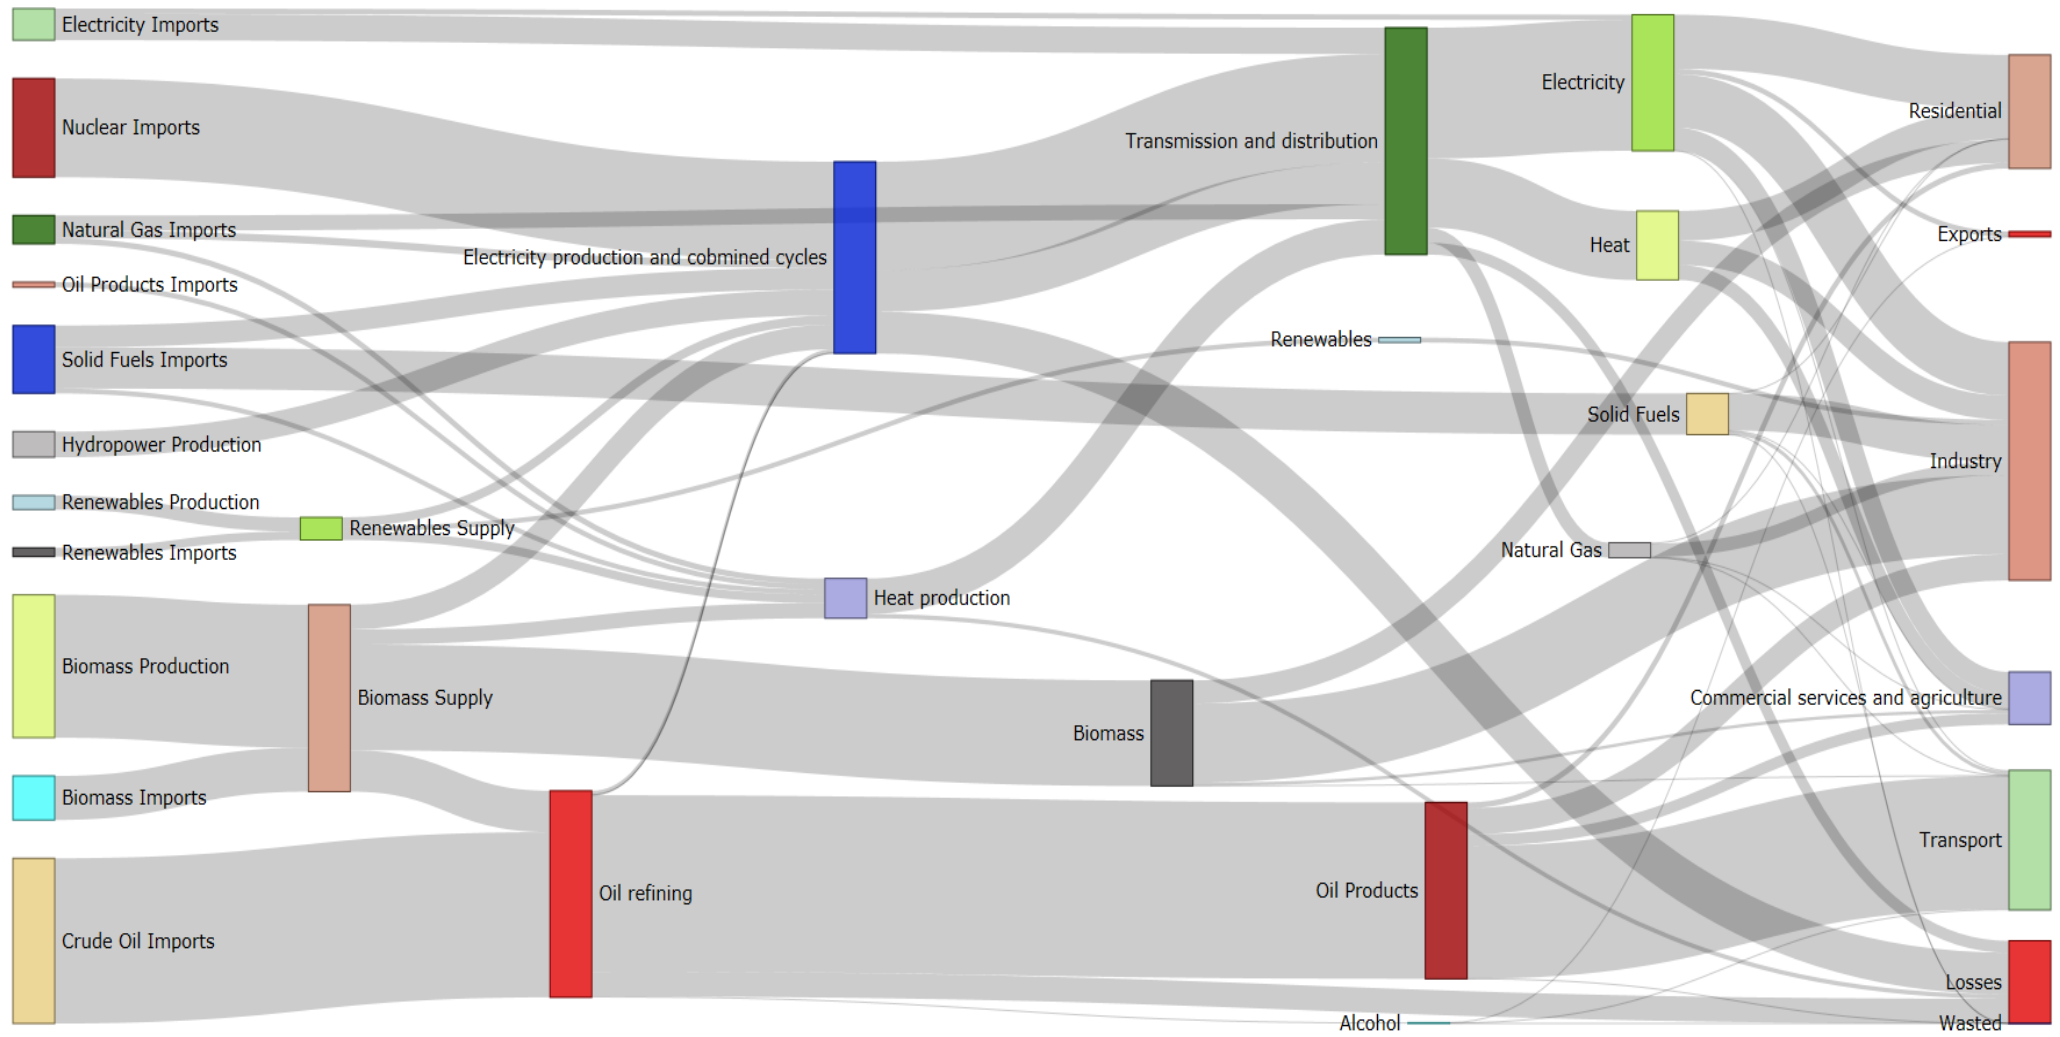 Electricity Imports
Nuclear Imports
Natural Gas Imports
Oil Products Imports
Solid Fuels Imports
Hydropower Production
Renewables Production
Renewables Imports
Biomass Production
Biomass Imports
Crude Oil Imports
Renewables Supply
Biomass Supply
Oil refining
Electricity production and cobmined cycles
Heat production
Biomass
Transmission and distribution
Renewables
Oil Products
Alcohol
Electricity
Heat
Solid Fuels
Natural Gas
Residential
Exports
Industry
Commercial services and agriculture
Transport
Losses
Wasted